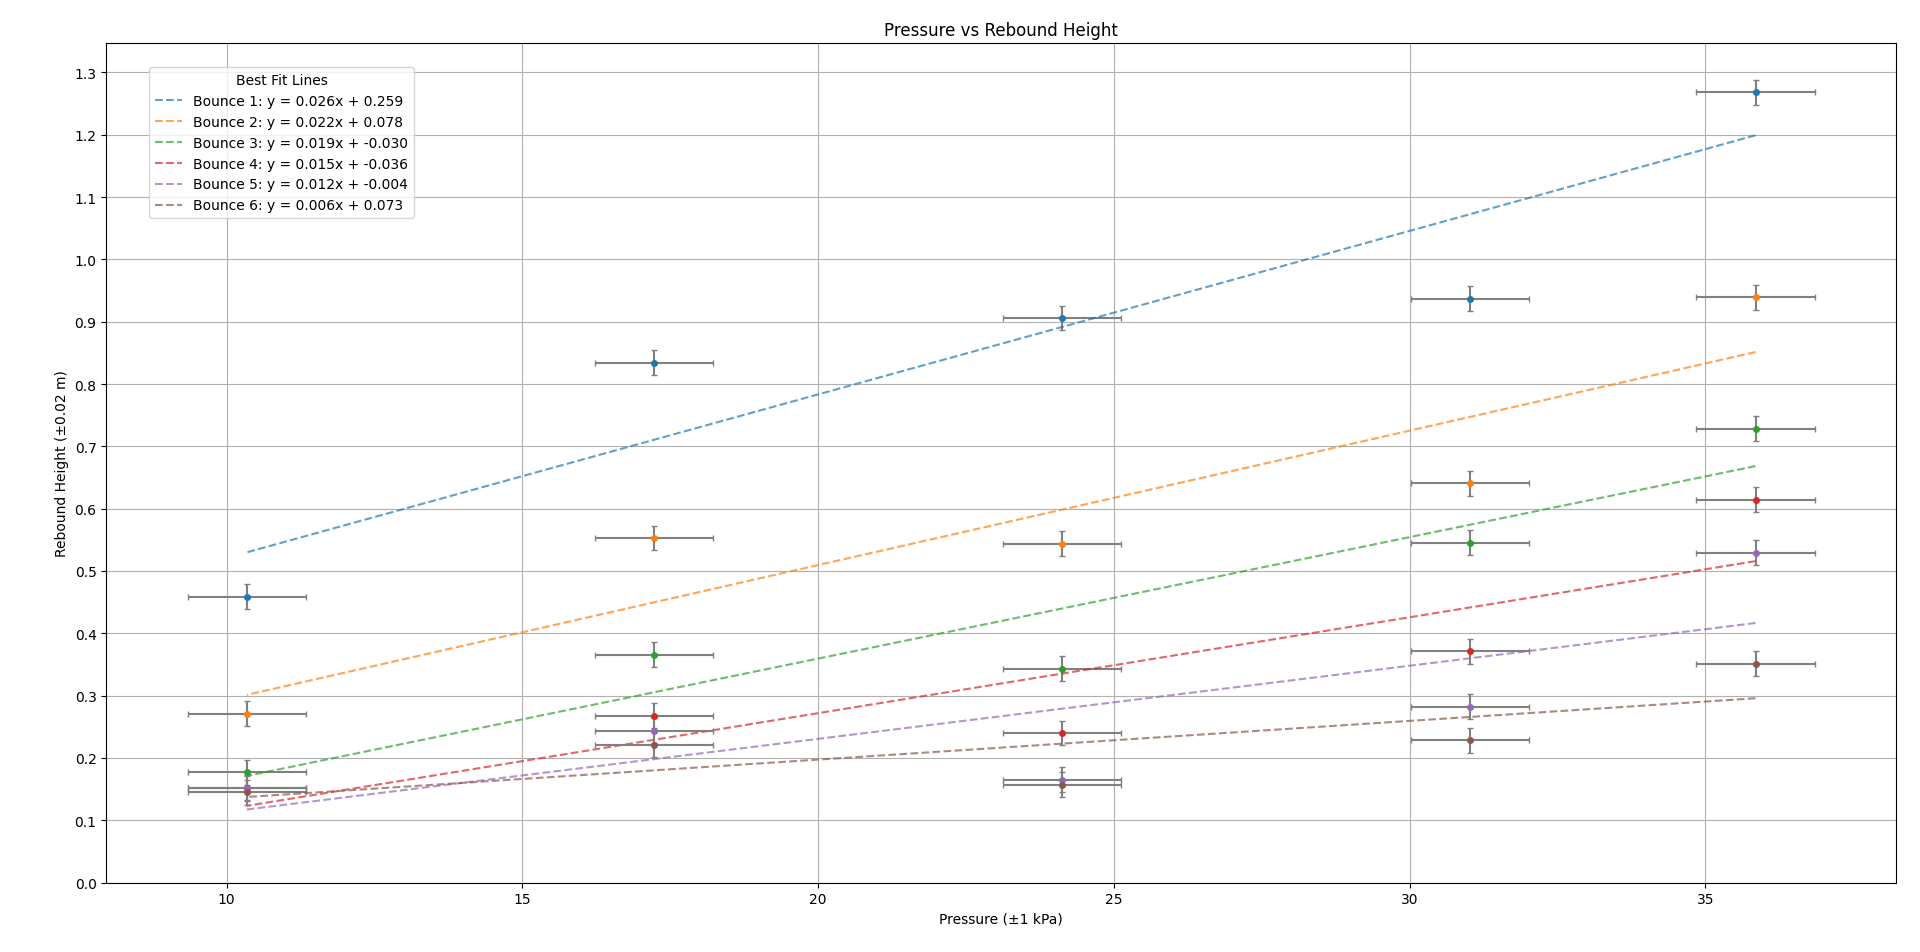 Pressure vs Rebound Height
Best Fit Lines
Bounce 1: y = 0.026x + 0.259
Bounce 2: y = 0.022x + 0.078
Bounce 3: y = 0.019x + -0.030
Bounce 4: y = 0.015x + -0.036
Bounce 5: y = 0.012x + -0.004
Bounce 6: y = 0.006x + 0.073
Rebound Height (±0.02 m)
1.3
1.2
1.1
1.0
0.9
0.8
0.7
0.6
0.5
0.4
0.3
0.2
0.1
0.0
10 15 20 25 30 35
Pressure (±1 kPa)